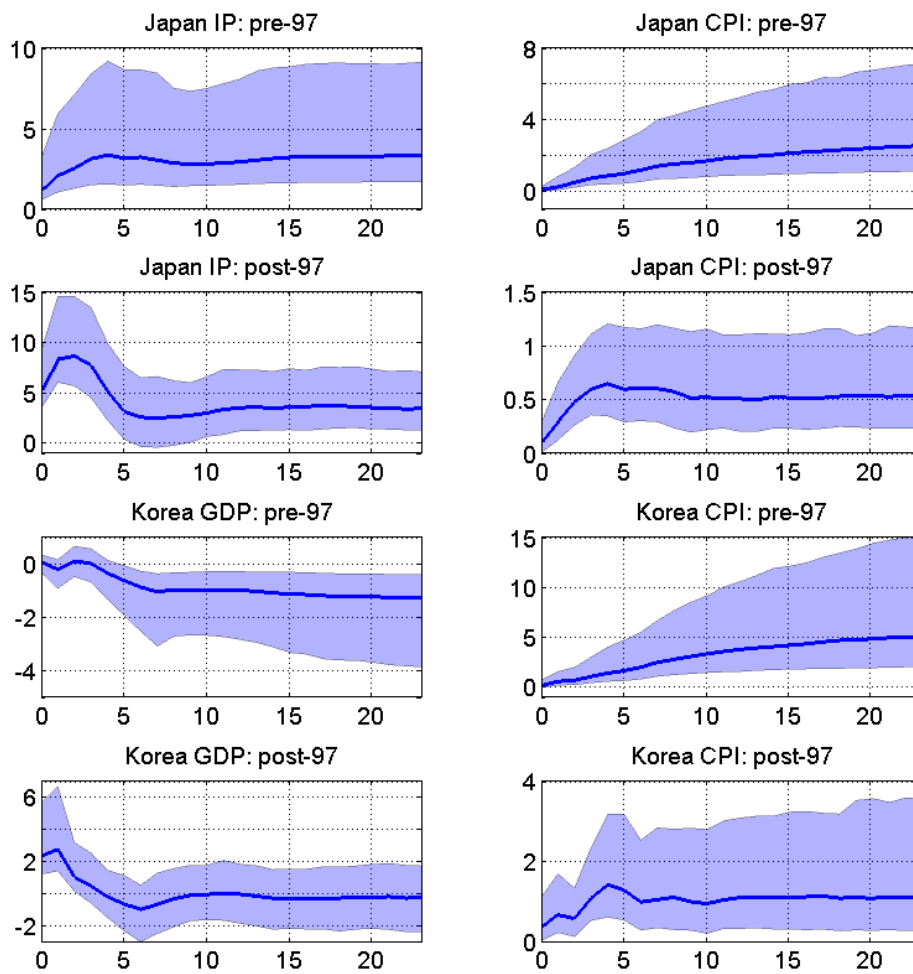 Japan IP: pre-97
10
5
0
0 5 10 15 20
Japan CPI: pre-97
8
4
0
0 5 10 15 20
Japan IP: post-97
15
10
5
0
0 5 10 15 20
Japan CPI: post-97
1.5
1
0.5
0
0 5 10 15 20
Korea GDP: pre-97
0
-2
-4
0 5 10 15 20
Korea CPI: pre-97
15
10
5
0
0 5 10 15 20
Korea GDP: post-97
6
2
-2
0 5 10 15 20
Korea CPI: post-97
4
2
0
0 5 10 15 20